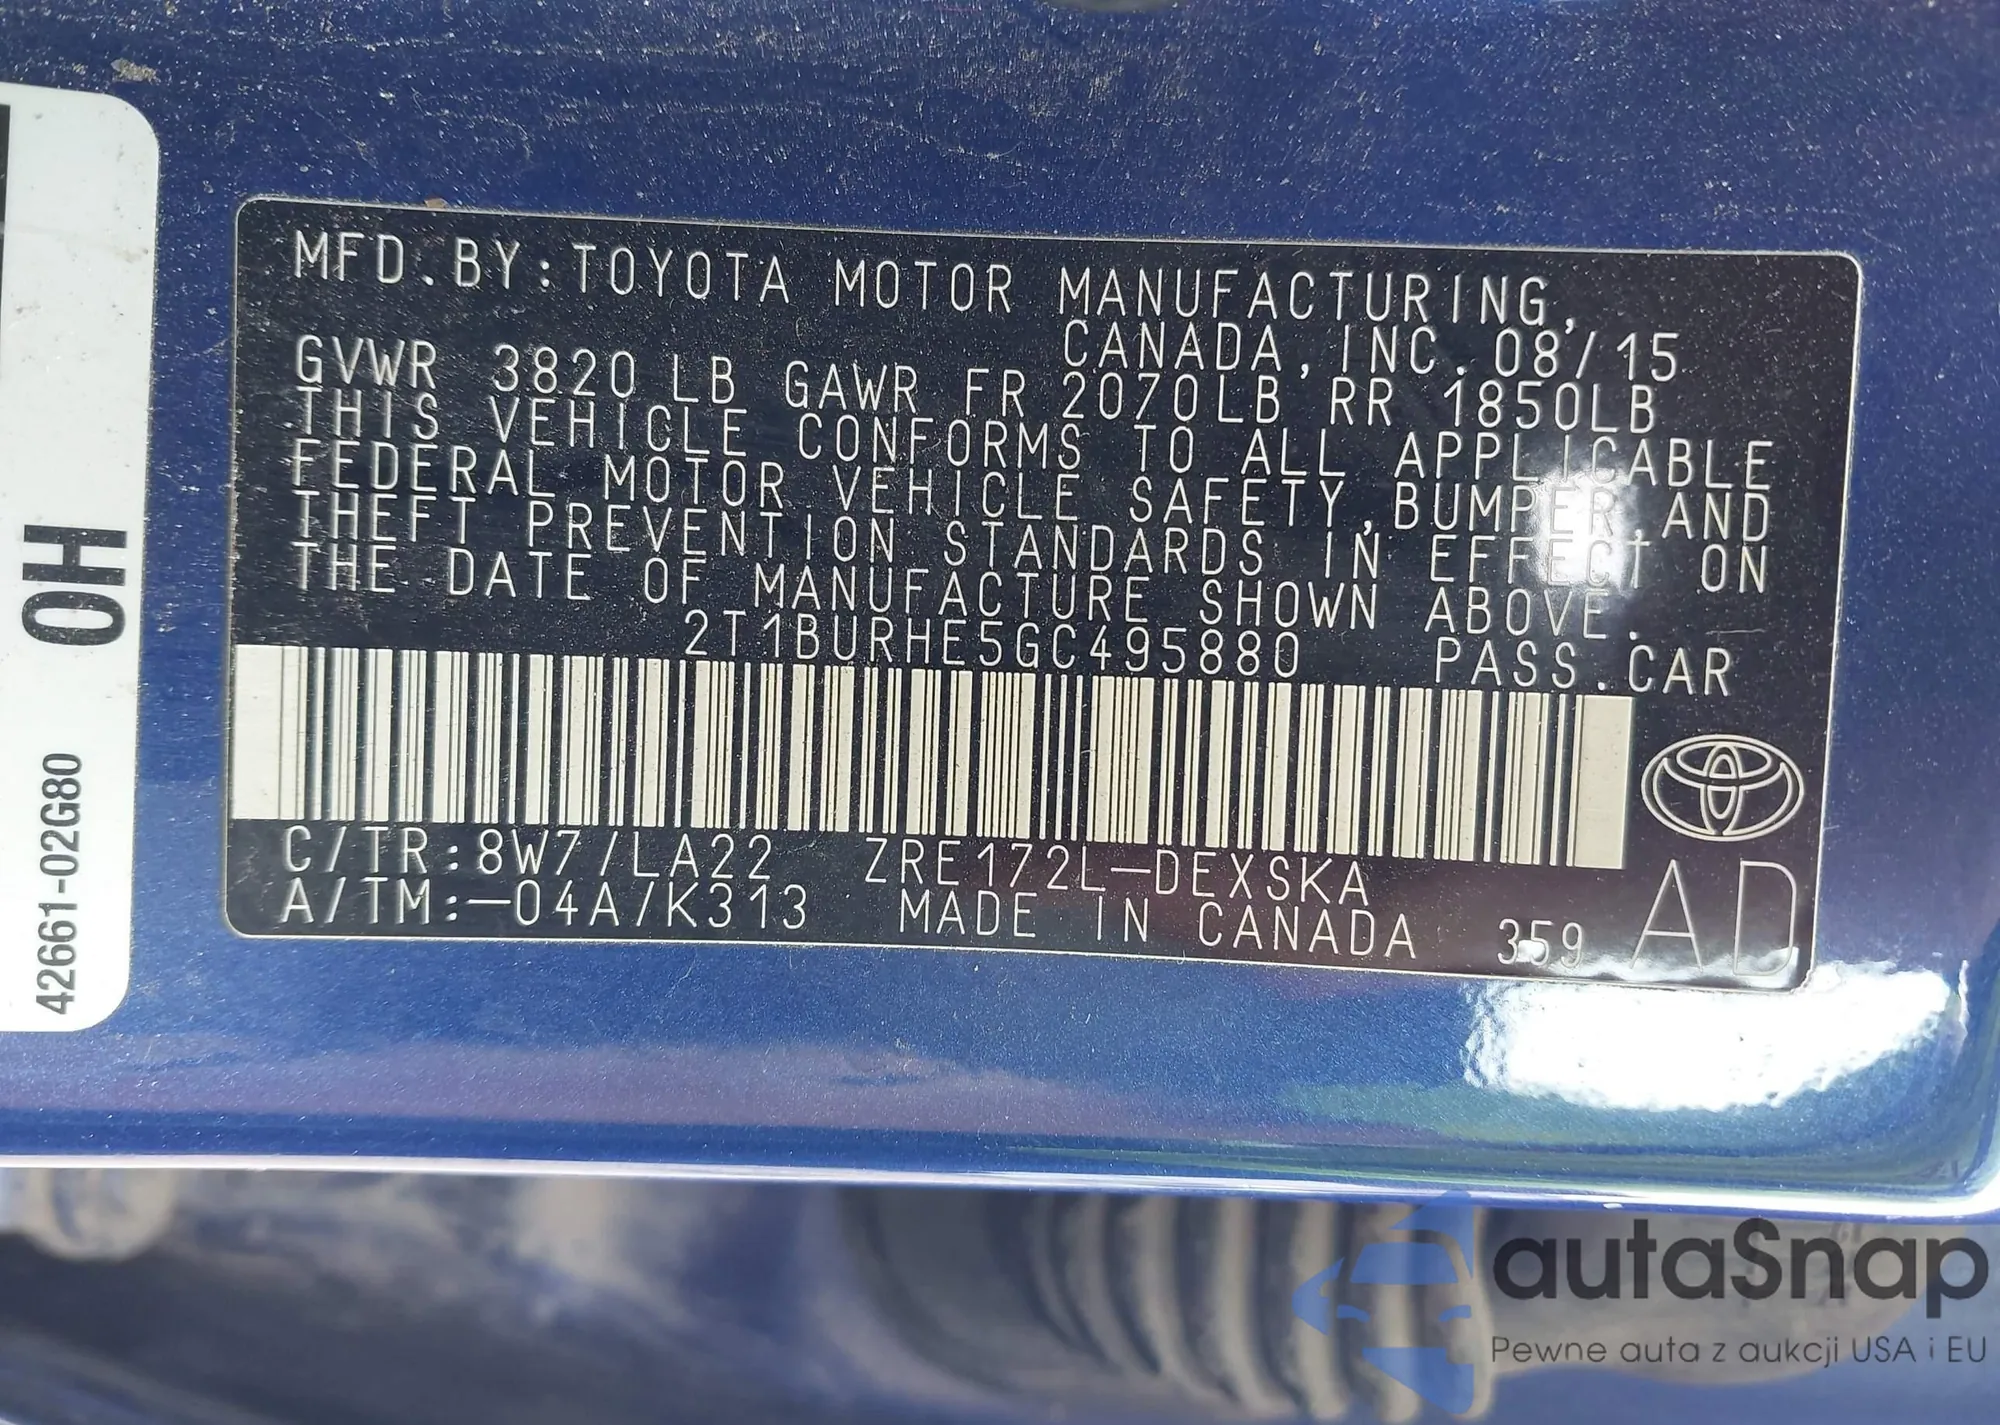 MFD.BY:TOYOTA MOTOR MANUFACTURING,
CANADA,INC.08/15
GVWR 3820 LB GAWR FR 2070LB RR 1850LB
THIS VEHICLE CONFORMS TO ALL APPLICABLE
FEDERAL MOTOR VEHICLE SAFETY,BUMPER,AND
THEFT PREVENTION STANDARDS IN EFFECT ON
THE DATE OF MANUFACTURE SHOWN ABOVE.
2T1BURHE5GC495880 PASS.CAR
C/TR:8W7/LA22 ZRE172L-DEXSKA
A/TM:-04A/K313 MADE IN CANADA 359 AD
OH
42661-02G80
autaSnap
Pewne auta z aukcji USA i EU